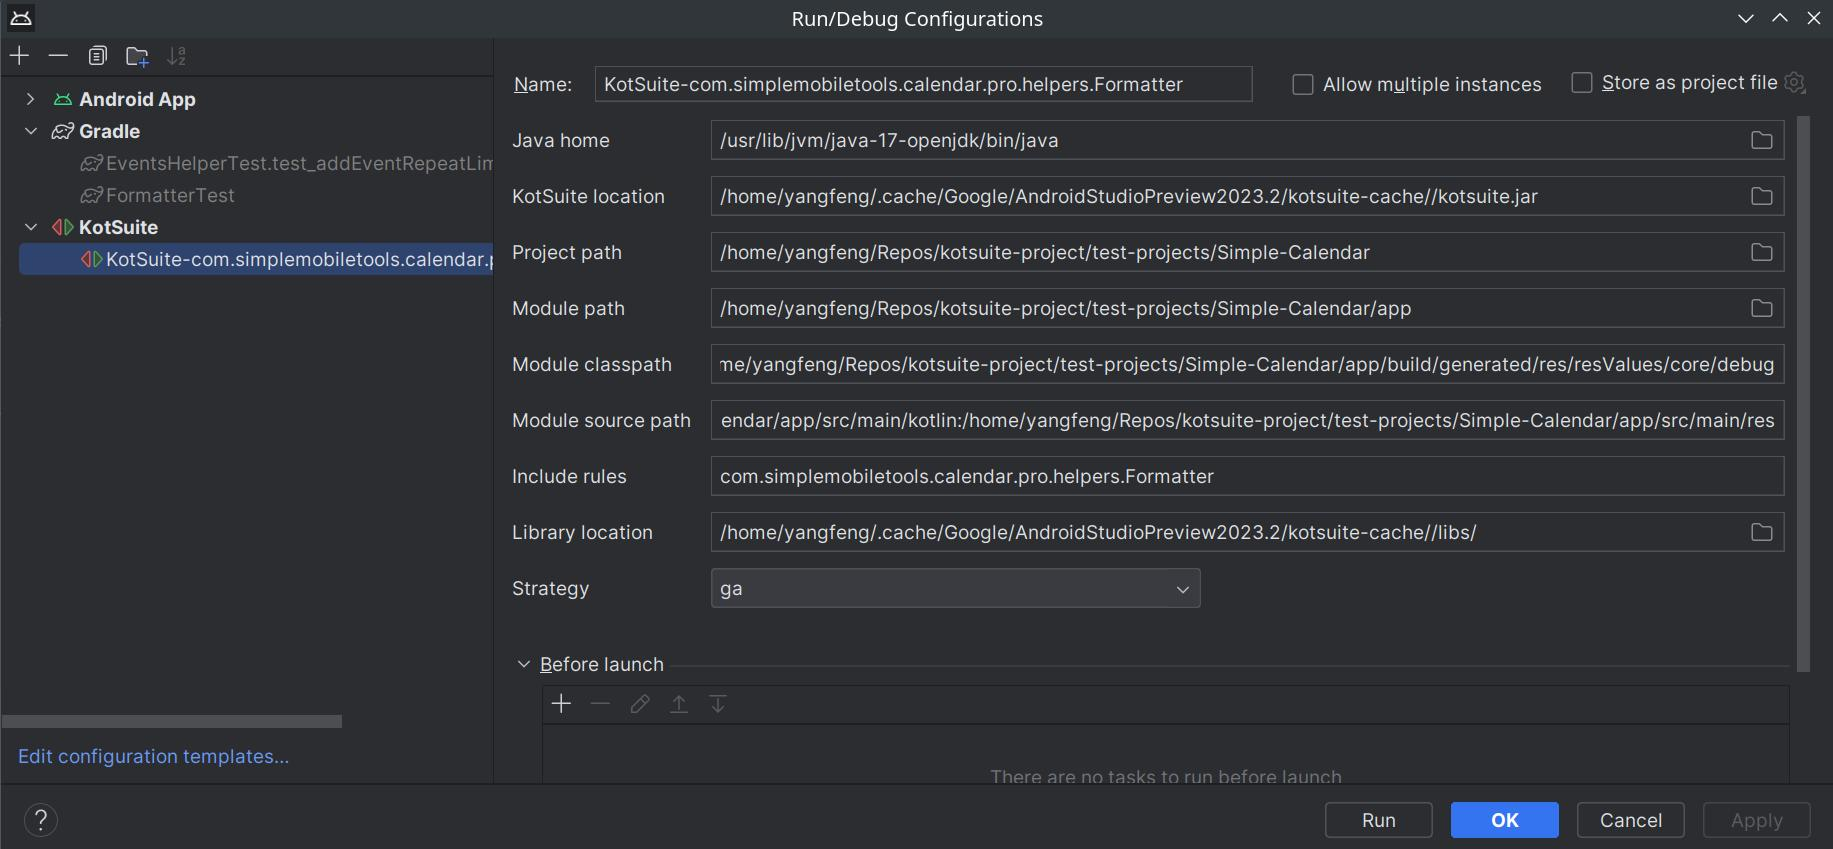 Run/Debug Configurations
Android App
Gradle
EventsHelperTest.test_addEventRepeatLim
FormatterTest
KotSuite
KotSuite-com.simplemobiletools.calendar.p
Edit configuration templates...
Name: KotSuite-com.simplemobiletools.calendar.pro.helpers.Formatter Allow multiple instances Store as project file
Java home /usr/lib/jvm/java-17-openjdk/bin/java
KotSuite location /home/yangfeng/.cache/Google/AndroidStudioPreview2023.2/kotsuite-cache//kotsuite.jar
Project path /home/yangfeng/Repos/kotsuite-project/test-projects/Simple-Calendar
Module path /home/yangfeng/Repos/kotsuite-project/test-projects/Simple-Calendar/app
Module classpath me/yangfeng/Repos/kotsuite-project/test-projects/Simple-Calendar/app/build/generated/res/resValues/core/debug
Module source path endar/app/src/main/kotlin:/home/yangfeng/Repos/kotsuite-project/test-projects/Simple-Calendar/app/src/main/res
Include rules com.simplemobiletools.calendar.pro.helpers.Formatter
Library location /home/yangfeng/.cache/Google/AndroidStudioPreview2023.2/kotsuite-cache//libs/
Strategy ga
Before launch
There are no tasks to run before launch
? Run OK Cancel Apply